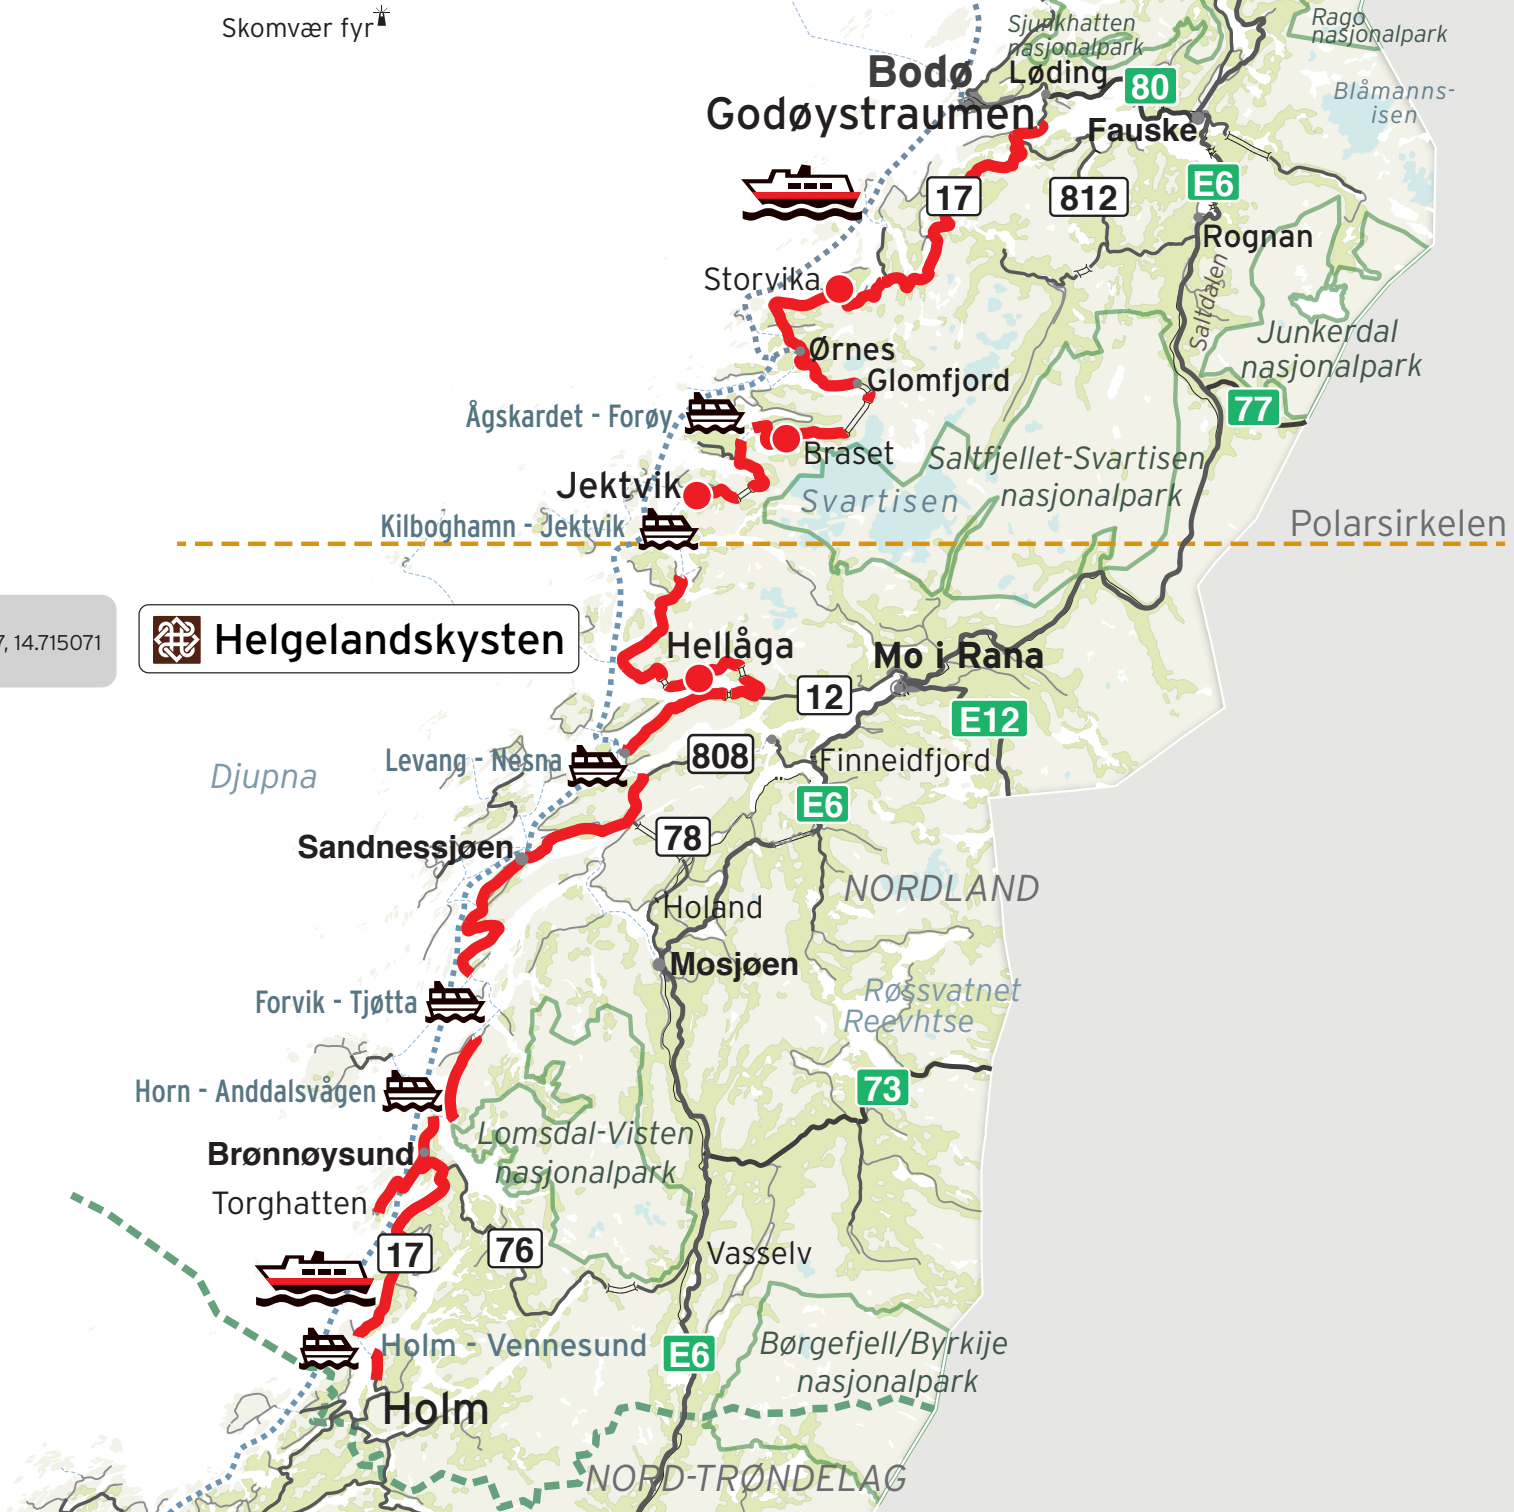 Skomvær fyr
Sjunkhatten
nasjonalpark
Rago
nasjonalpark
Bodø
Løding
80
Blåmanns-
isen
Godøystraumen
Fauske
17
812
E6
Rognan
Storvika
Saltdalen
Junkerdal
nasjonalpark
Ørnes
Glomfjord
77
Ågskardet - Forøy
Braset
Saltfjellet-Svartisen
nasjonalpark
Jektvik
Svartisen
Kilboghamn - Jektvik
Polarsirkelen
7, 14.715071
Helgelandskysten
Hellåga
Mo i Rana
12
E12
Levang - Nesna
808
Finneidfjord
Djupna
E6
Sandnessjøen
78
NORDLAND
Holand
Mosjøen
Forvik - Tjøtta
Røssvatnet
Reevhtse
Horn - Anddalsvågen
73
Lomsdal-Visten
nasjonalpark
Brønnøysund
Torghatten
17
76
Vasselv
Holm - Vennesund
E6
Børgefjell/Byrkije
nasjonalpark
Holm
NORD-TRØNDELAG